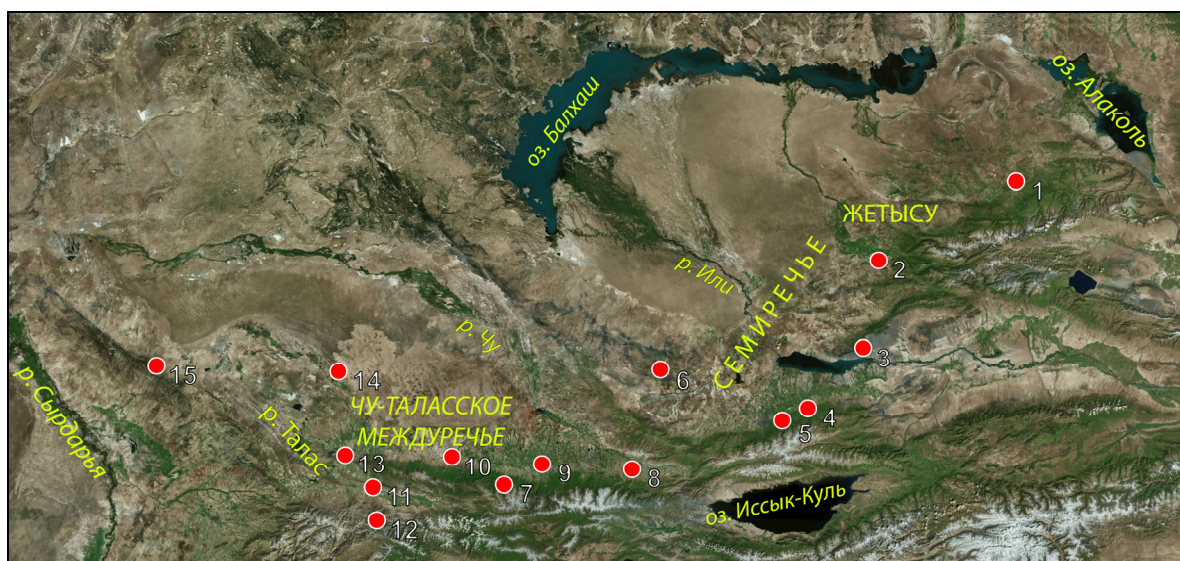 оз. Балхаш
оз. Алаколь
1
ЖЕТЫСУ
2
р. Или
СЕМИРЕЧЬЕ
р. Чу
3
15
14
6
р. Сырдарья
р. Талас
ЧУ-ТАЛАССКОЕ
МЕЖДУРЕЧЬЕ
4
5
13
10
9
8
11
7
оз. Иссык-Куль
12